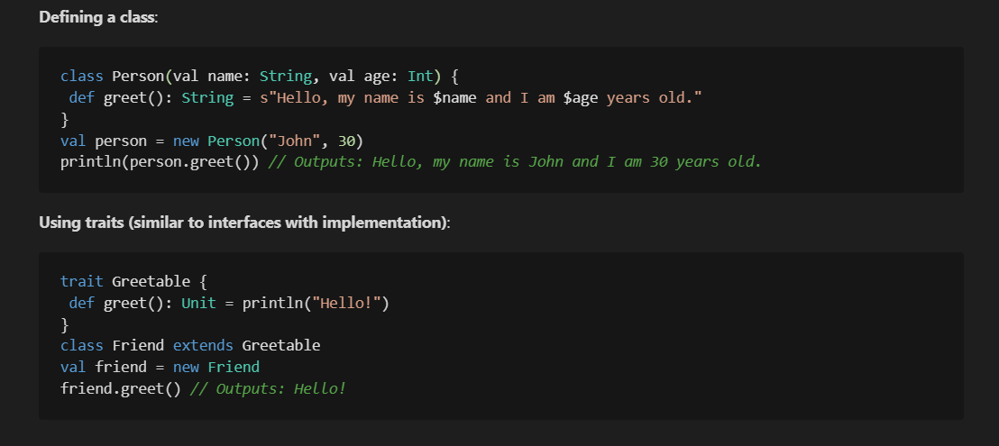 Defining a class:
class Person(val name: String, val age: Int) {
 def greet(): String = s"Hello, my name is $name and I am $age years old."
}
val person = new Person("John", 30)
println(person.greet()) // Outputs: Hello, my name is John and I am 30 years old.
Using traits (similar to interfaces with implementation):
trait Greetable {
 def greet(): Unit = println("Hello!")
}
class Friend extends Greetable
val friend = new Friend
friend.greet() // Outputs: Hello!